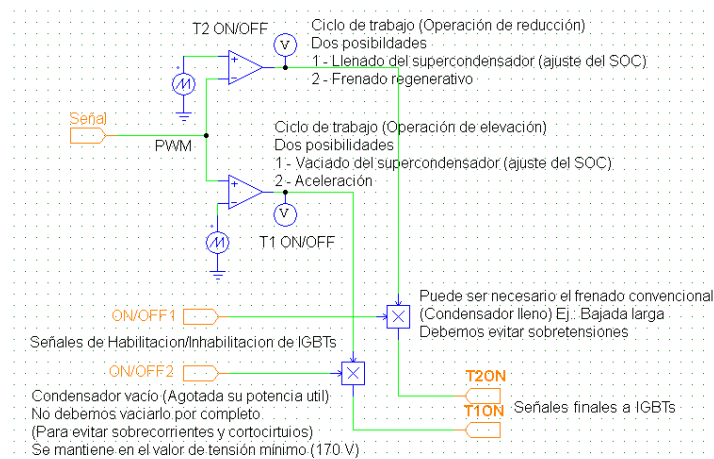 T2 ON/OFF
V
Ciclo de trabajo (Operación de reducción)
Dos posibildades
1 - Llenado del supercondensador (ajuste del SOC)
2 - Frenado regenerativo
Señal
PWM
Ciclo de trabajo (Operación de elevación)
Dos posibilidades
1 - Vaciado del supercondensador (ajuste del SOC)
2 - Aceleración
V
T1 ON/OFF
ON/OFF1
Puede ser necesario el frenado convencional
(Condensador lleno) Ej.: Bajada larga
Debemos evitar sobretensiones
Señales de Habilitacion/Inhabilitacion de IGBTs
ON/OFF2
Condensador vacío (Agotada su potencia util)
No debemos vaciarlo por completo
(Para evitar sobrecorrientes y cortocirtuios)
Se mantiene en el valor de tensión mínimo (170 V)
T2ON
T1ON
Señales finales a IGBTs